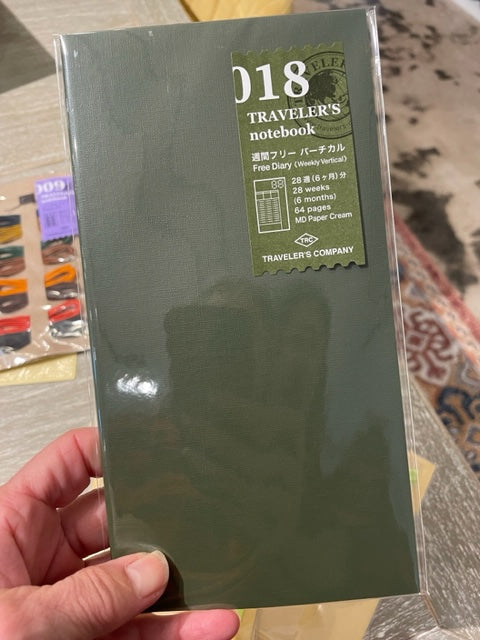 018
TRAVELER'S
notebook
週間フリー バーチカル
Free Diary (Weekly Vertical)
28週(6ヶ月)分
28 weeks
(6 months)
64 pages
MD Paper Cream
TRC
TRAVELER'S COMPANY
009